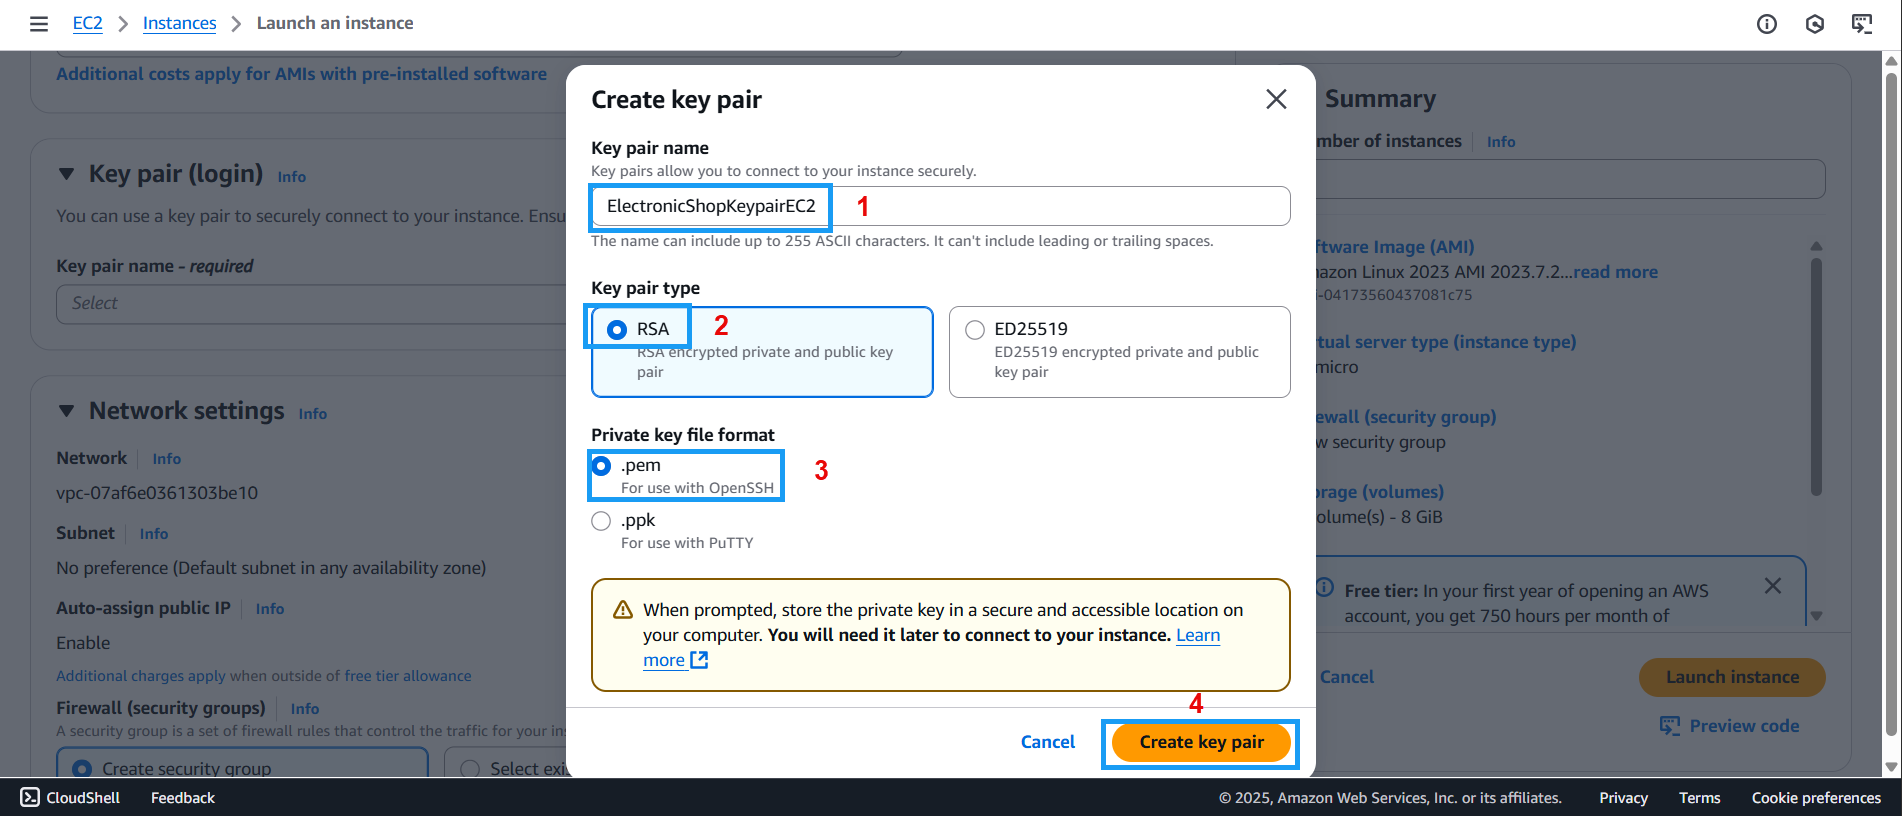 EC2 > Instances > Launch an instance
Additional costs apply for AMIs with pre-installed software
Key pair (login) Info
You can use a key pair to securely connect to your instance. Ensu
Key pair name - required
Select
Network settings Info
Network Info
vpc-07af6e0361303be10
Subnet Info
No preference (Default subnet in any availability zone)
Auto-assign public IP Info
Enable
Additional charges apply when outside of free tier allowance
Firewall (security groups) Info
A security group is a set of firewall rules that control the traffic for your ins
Create security group
Select exi
Create key pair
Key pair name
Key pairs allow you to connect to your instance securely.
ElectronicShopKeypairEC2 1
The name can include up to 255 ASCII characters. It can't include leading or trailing spaces.
Key pair type
RSA 2
RSA encrypted private and public key
pair
ED25519
ED25519 encrypted private and public
key pair
Private key file format
.pem 3
For use with OpenSSH
.ppk
For use with PuTTY
When prompted, store the private key in a secure and accessible location on
your computer. You will need it later to connect to your instance. Learn
more
4
Cancel Create key pair
Summary
mber of instances Info
ftware Image (AMI)
nazon Linux 2023 AMI 2023.7.2...read more
i-04173560437081c75
rtual server type (instance type)
micro
ewall (security group)
w security group
orage (volumes)
olume(s) - 8 GiB
Free tier: In your first year of opening an AWS
account, you get 750 hours per month of
Cancel Launch instance
Preview code
CloudShell Feedback © 2025, Amazon Web Services, Inc. or its affiliates. Privacy Terms Cookie preferences